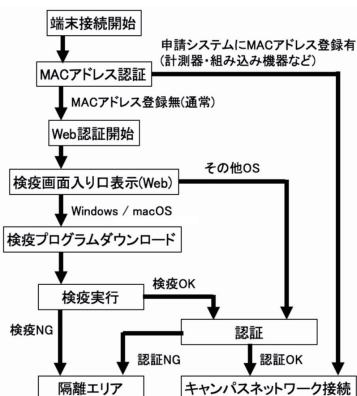 端末接続開始
申請システムにMACアドレス登録有
(計測器・組み込み機器など)
MACアドレス認証
MACアドレス登録無(通常)
Web認証開始
その他OS
検疫画面入り口表示(Web)
Windows / macOS
検疫プログラムダウンロード
検疫OK
検疫実行
検疫NG
認証
認証NG
認証OK
隔離エリア
キャンパスネットワーク接続